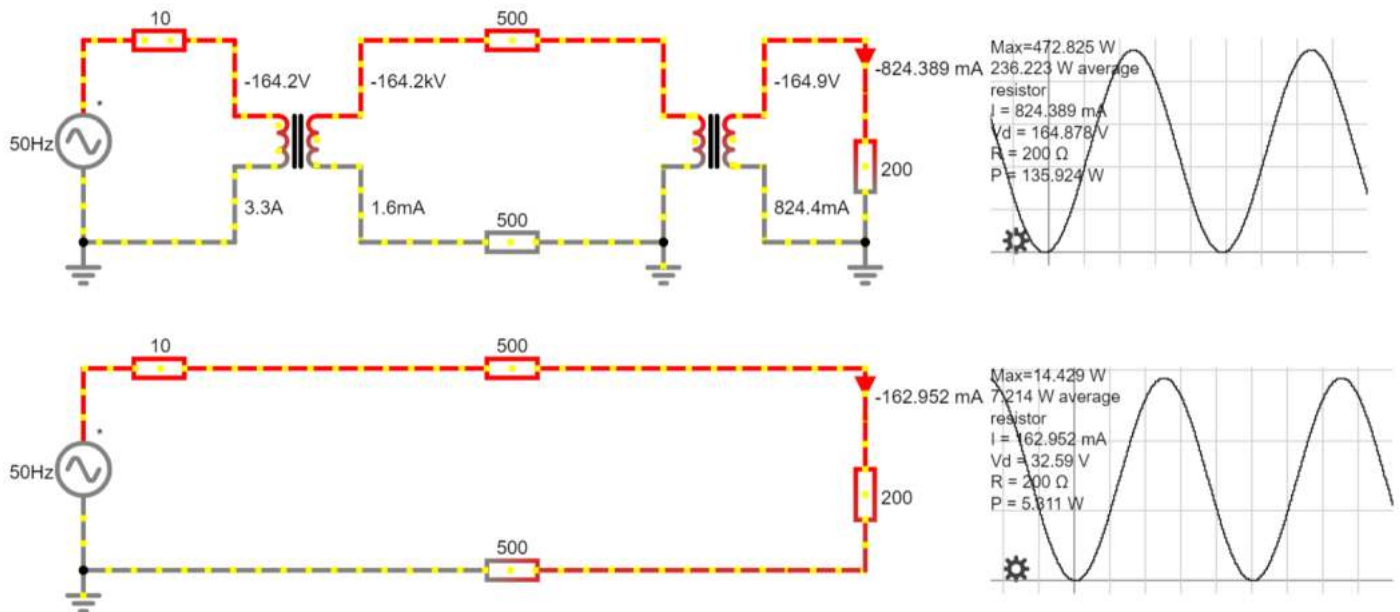 10
500
-164.2V
-164.2kV
-164.9V
-824.389 mA
*
50Hz
200
3.3A
1.6mA
500
824.4mA
Max=472.825 W
236.223 W average
resistor
I = 824.389 mA
Vd = 164.878 V
R = 200 Ω
P = 135.924 W
10
500
-162.952 mA
*
50Hz
200
500
Max=14.429 W
7.214 W average
resistor
I = 162.952 mA
Vd = 32.59 V
R = 200 Ω
P = 5.311 W